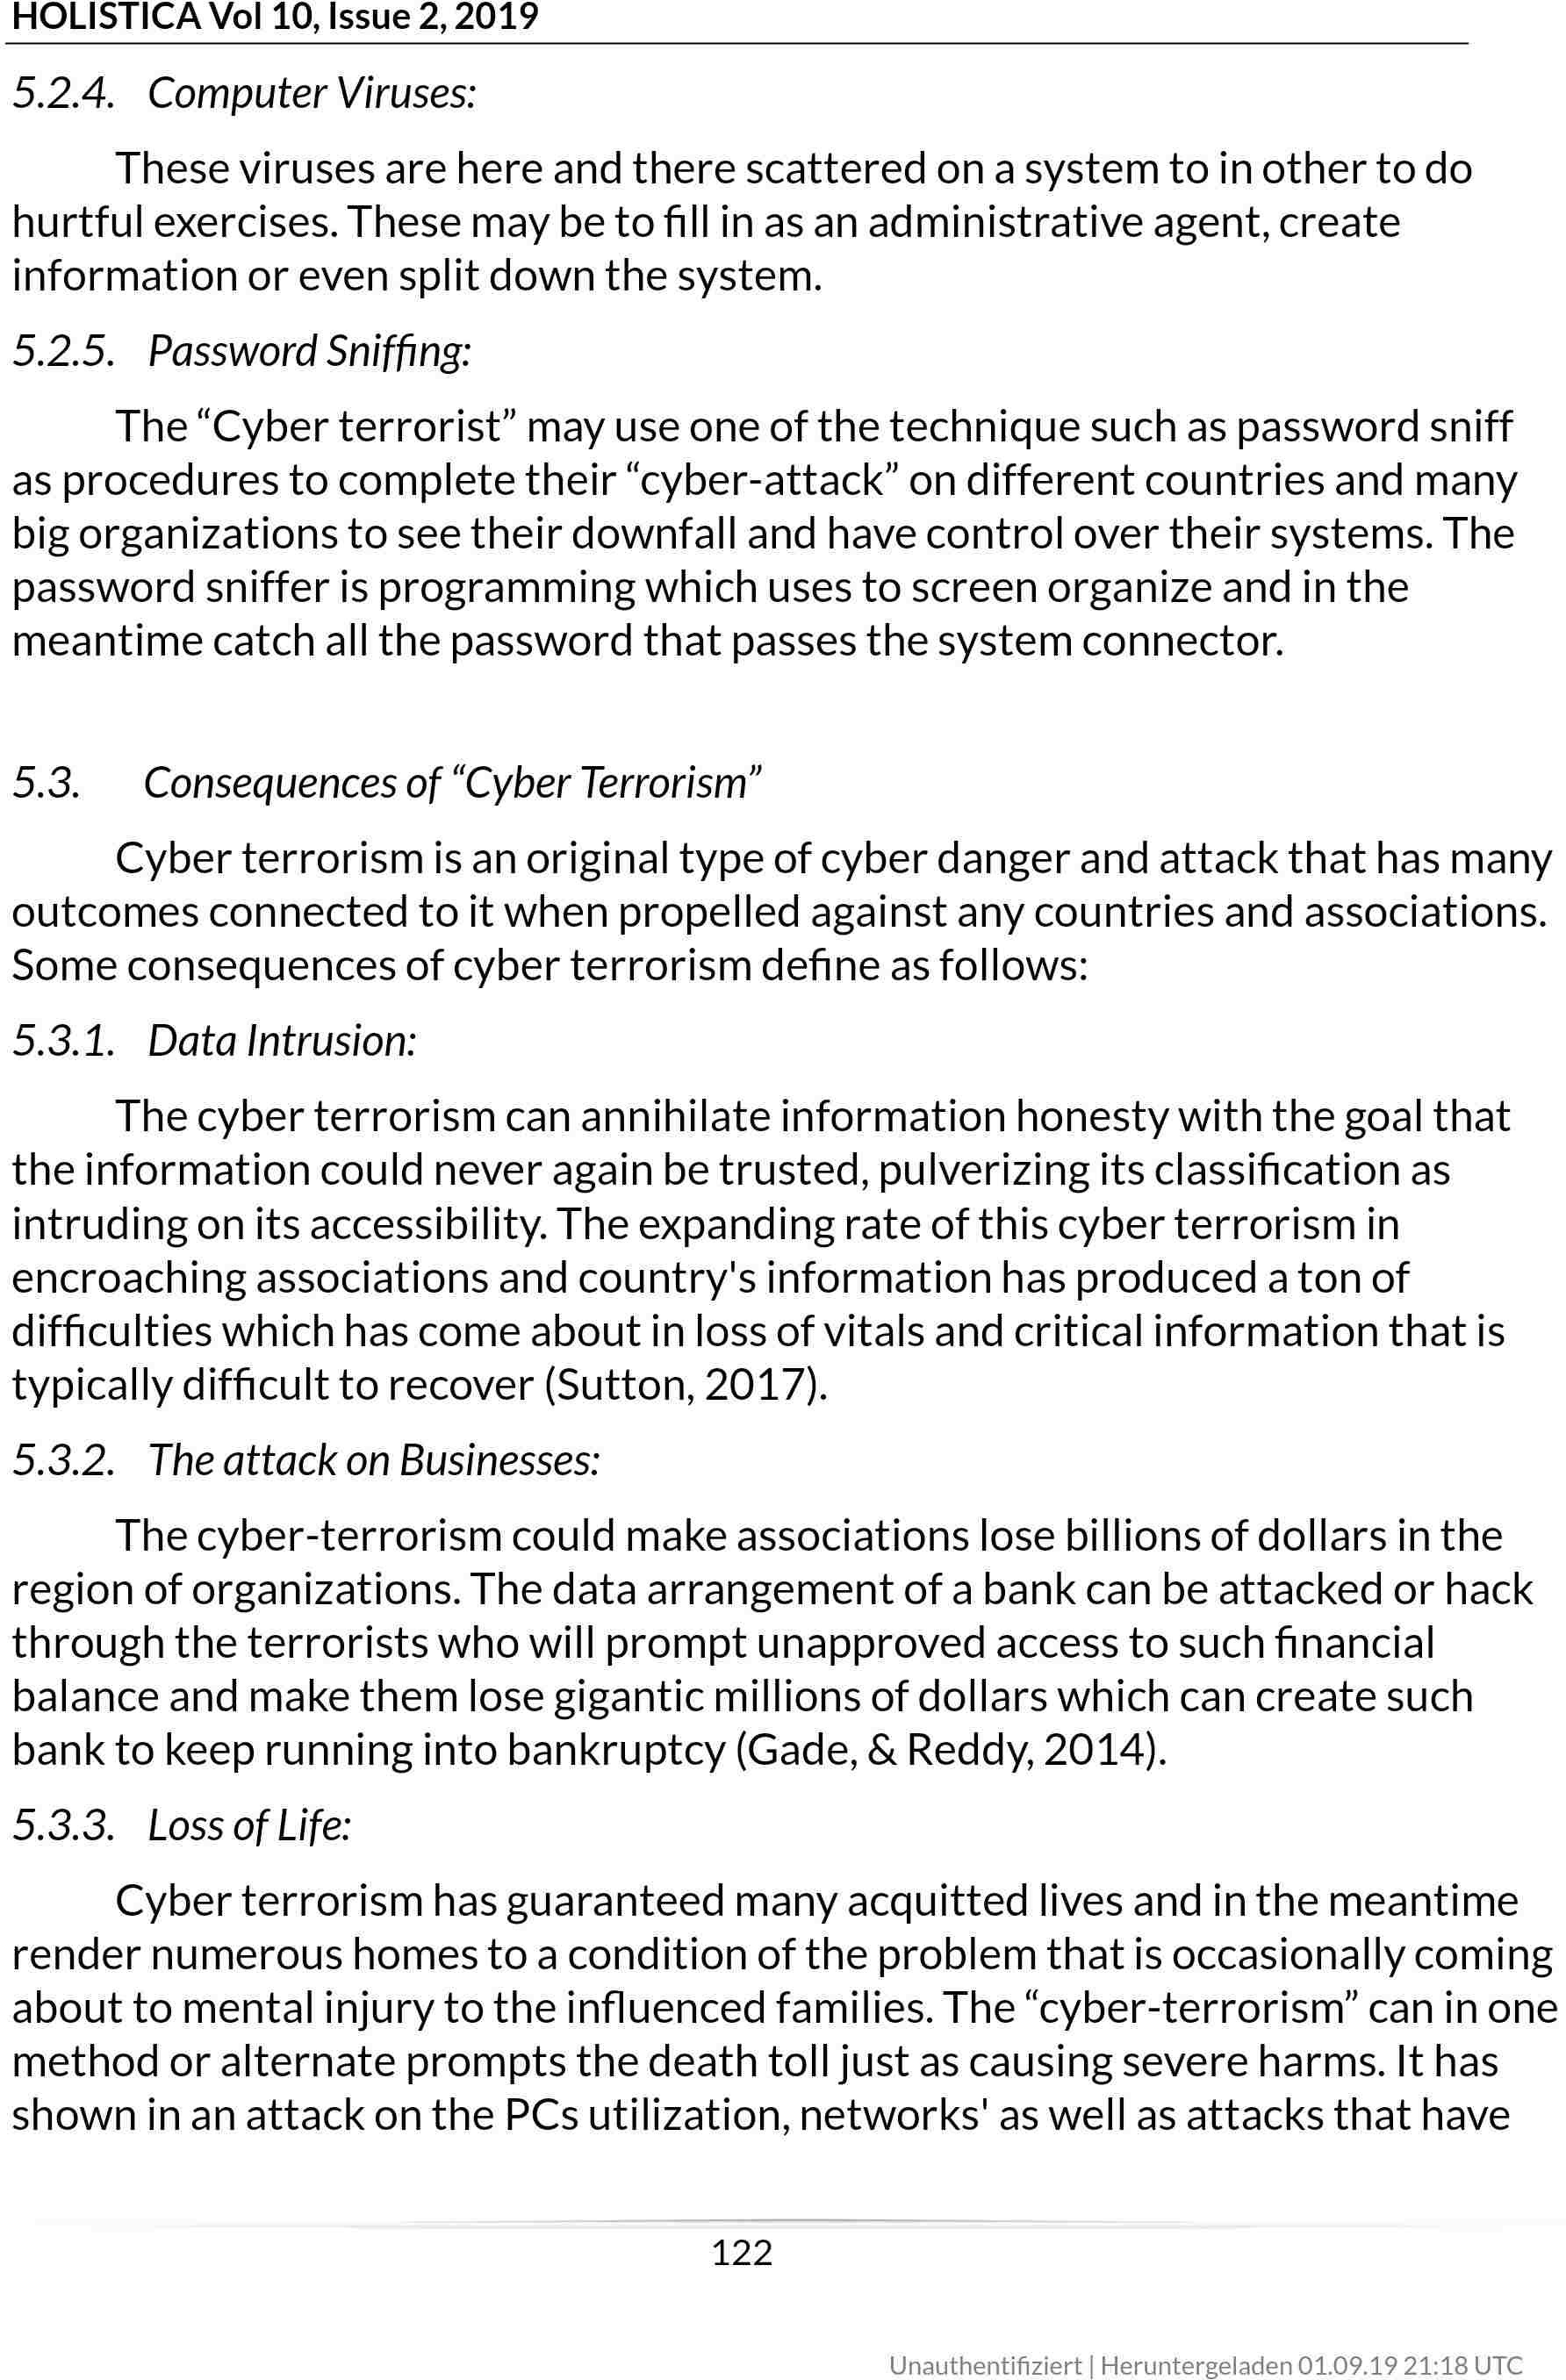 HOLISTICA Vol 10, Issue 2, 2019
5.2.4. Computer Viruses:
These viruses are here and there scattered on a system to in other to do
hurtful exercises. These may be to fill in as an administrative agent, create
information or even split down the system.
5.2.5. Password Sniffing:
The “Cyber terrorist” may use one of the technique such as password sniff
as procedures to complete their “cyber-attack” on different countries and many
big organizations to see their downfall and have control over their systems. The
password sniffer is programming which uses to screen organize and in the
meantime catch all the password that passes the system connector.
5.3. Consequences of “Cyber Terrorism”
Cyber terrorism is an original type of cyber danger and attack that has many
outcomes connected to it when propelled against any countries and associations.
Some consequences of cyber terrorism define as follows:
5.3.1. Data Intrusion:
The cyber terrorism can annihilate information honesty with the goal that
the information could never again be trusted, pulverizing its classification as
intruding on its accessibility. The expanding rate of this cyber terrorism in
encroaching associations and country's information has produced a ton of
difficulties which has come about in loss of vitals and critical information that is
typically difficult to recover (Sutton, 2017).
5.3.2. The attack on Businesses:
The cyber-terrorism could make associations lose billions of dollars in the
region of organizations. The data arrangement of a bank can be attacked or hack
through the terrorists who will prompt unapproved access to such financial
balance and make them lose gigantic millions of dollars which can create such
bank to keep running into bankruptcy (Gade, & Reddy, 2014).
5.3.3. Loss of Life:
Cyber terrorism has guaranteed many acquitted lives and in the meantime
render numerous homes to a condition of the problem that is occasionally coming
about to mental injury to the influenced families. The “cyber-terrorism” can in one
method or alternate prompts the death toll just as causing severe harms. It has
shown in an attack on the PCs utilization, networks' as well as attacks that have
122
Unauthentifiziert | Heruntergeladen 01.09.19 21:18 UTC